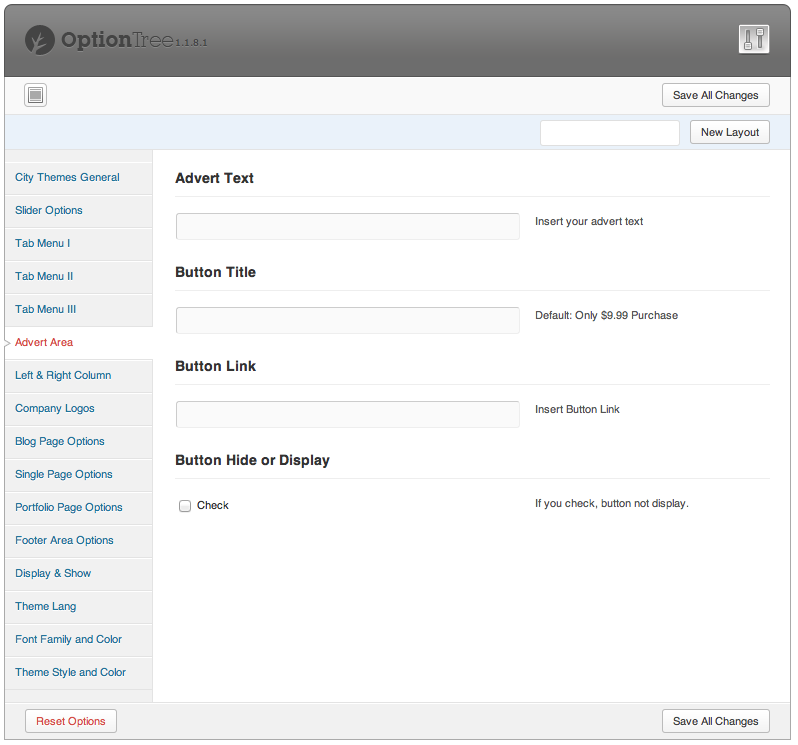 OptionTree 1.1.8.1
Save All Changes
New Layout
City Themes General
Slider Options
Tab Menu I
Tab Menu II
Tab Menu III
Advert Area
Left & Right Column
Company Logos
Blog Page Options
Single Page Options
Portfolio Page Options
Footer Area Options
Display & Show
Theme Lang
Font Family and Color
Theme Style and Color
Advert Text
Insert your advert text
Button Title
Default: Only $9.99 Purchase
Button Link
Insert Button Link
Button Hide or Display
Check
If you check, button not display.
Reset Options
Save All Changes